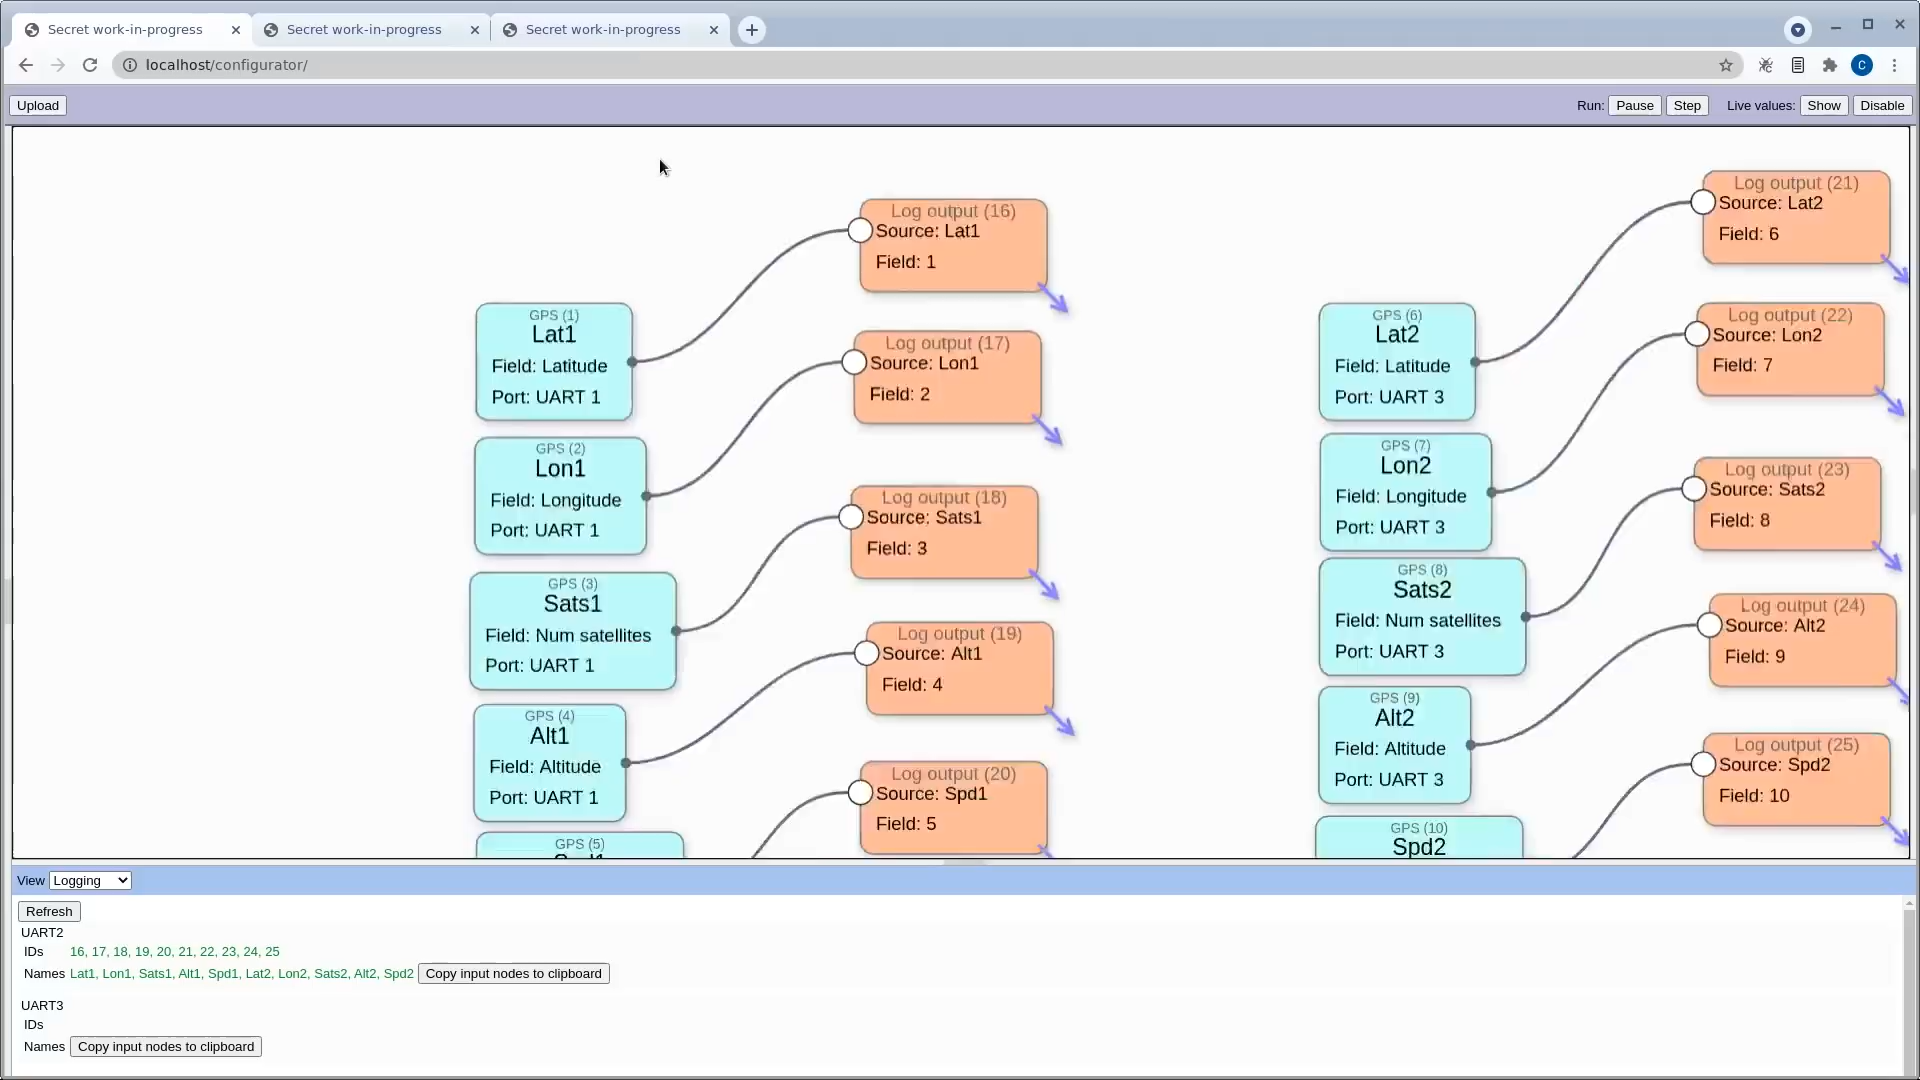 Secret work-in-progress
Secret work-in-progress
Secret work-in-progress
localhost/configurator/
C
Upload
Run: Pause Step Live values: Show Disable
Log output (16)
Source: Lat1
Field: 1
GPS (1)
Lat1
Field: Latitude
Port: UART 1
Log output (17)
Source: Lon1
Field: 2
GPS (2)
Lon1
Field: Longitude
Port: UART 1
Log output (18)
Source: Sats1
Field: 3
GPS (3)
Sats1
Field: Num satellites
Port: UART 1
Log output (19)
Source: Alt1
Field: 4
GPS (4)
Alt1
Field: Altitude
Port: UART 1
Log output (20)
Source: Spd1
Field: 5
GPS (5)
Log output (21)
Source: Lat2
Field: 6
GPS (6)
Lat2
Field: Latitude
Port: UART 3
Log output (22)
Source: Lon2
Field: 7
GPS (7)
Lon2
Field: Longitude
Port: UART 3
Log output (23)
Source: Sats2
Field: 8
GPS (8)
Sats2
Field: Num satellites
Port: UART 3
Log output (24)
Source: Alt2
Field: 9
GPS (9)
Alt2
Field: Altitude
Port: UART 3
Log output (25)
Source: Spd2
Field: 10
GPS (10)
Spd2
View Logging
Refresh
UART2
IDs 16, 17, 18, 19, 20, 21, 22, 23, 24, 25
Names Lat1, Lon1, Sats1, Alt1, Spd1, Lat2, Lon2, Sats2, Alt2, Spd2 Copy input nodes to clipboard
UART3
IDs
Names Copy input nodes to clipboard